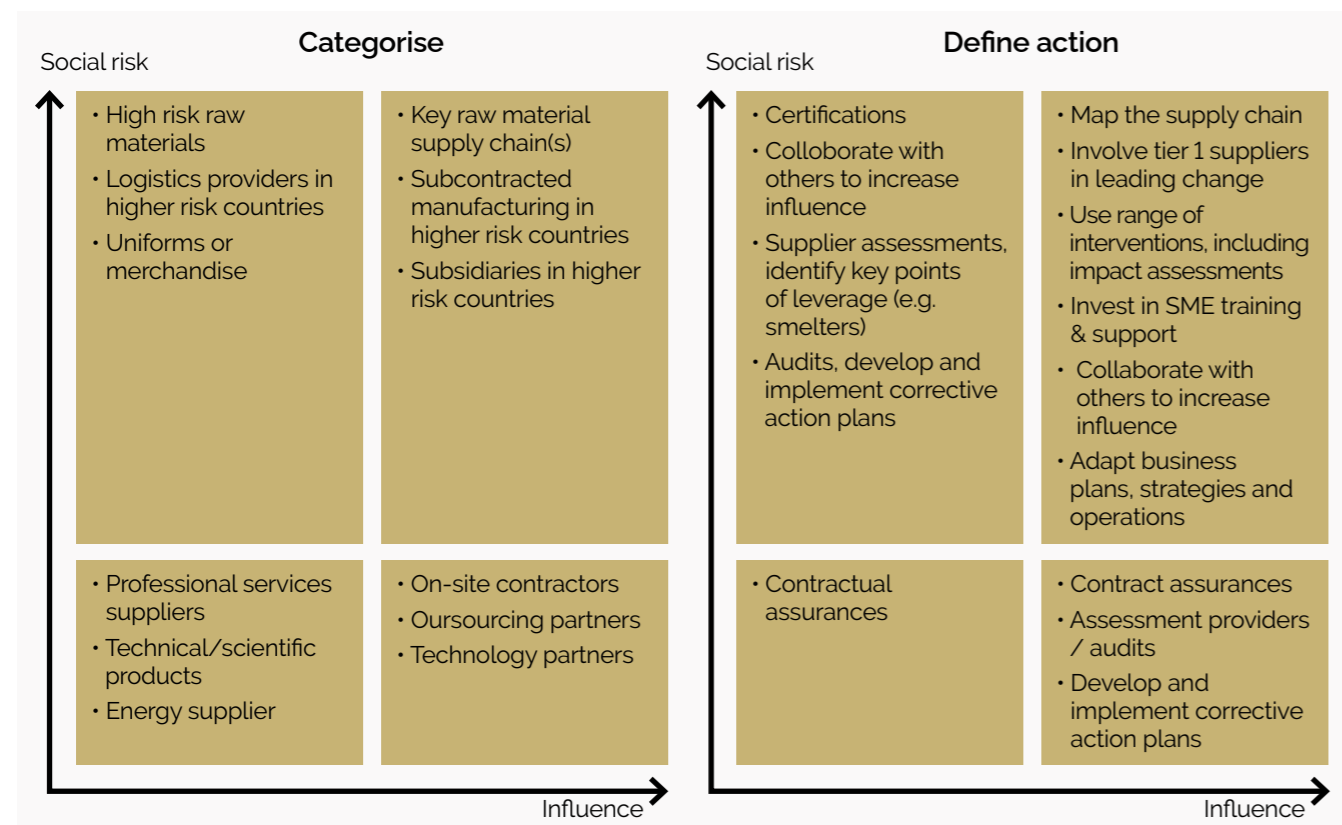 Categorise
Social risk
• High risk raw
materials
• Logistics providers in
higher risk countries
• Uniforms or
merchandise
• Key raw material
supply chain(s)
• Subcontracted
manufacturing in
higher risk countries
• Subsidiaries in higher
risk countries
• Professional services
suppliers
• Technical/scientific
products
• Energy supplier
• On-site contractors
• Oursourcing partners
• Technology partners
Influence
Define action
Social risk
• Certifications
• Colloborate with
others to increase
influence
• Supplier assessments,
identify key points
of leverage (e.g.
smelters)
• Audits, develop and
implement corrective
action plans
• Map the supply chain
• Involve tier 1 suppliers
in leading change
• Use range of
interventions, including
impact assessments
• Invest in SME training
& support
• Collaborate with
others to increase
influence
• Adapt business
plans, strategies and
operations
• Contractual
assurances
• Contract assurances
• Assessment providers
/ audits
• Develop and
implement corrective
action plans
Influence